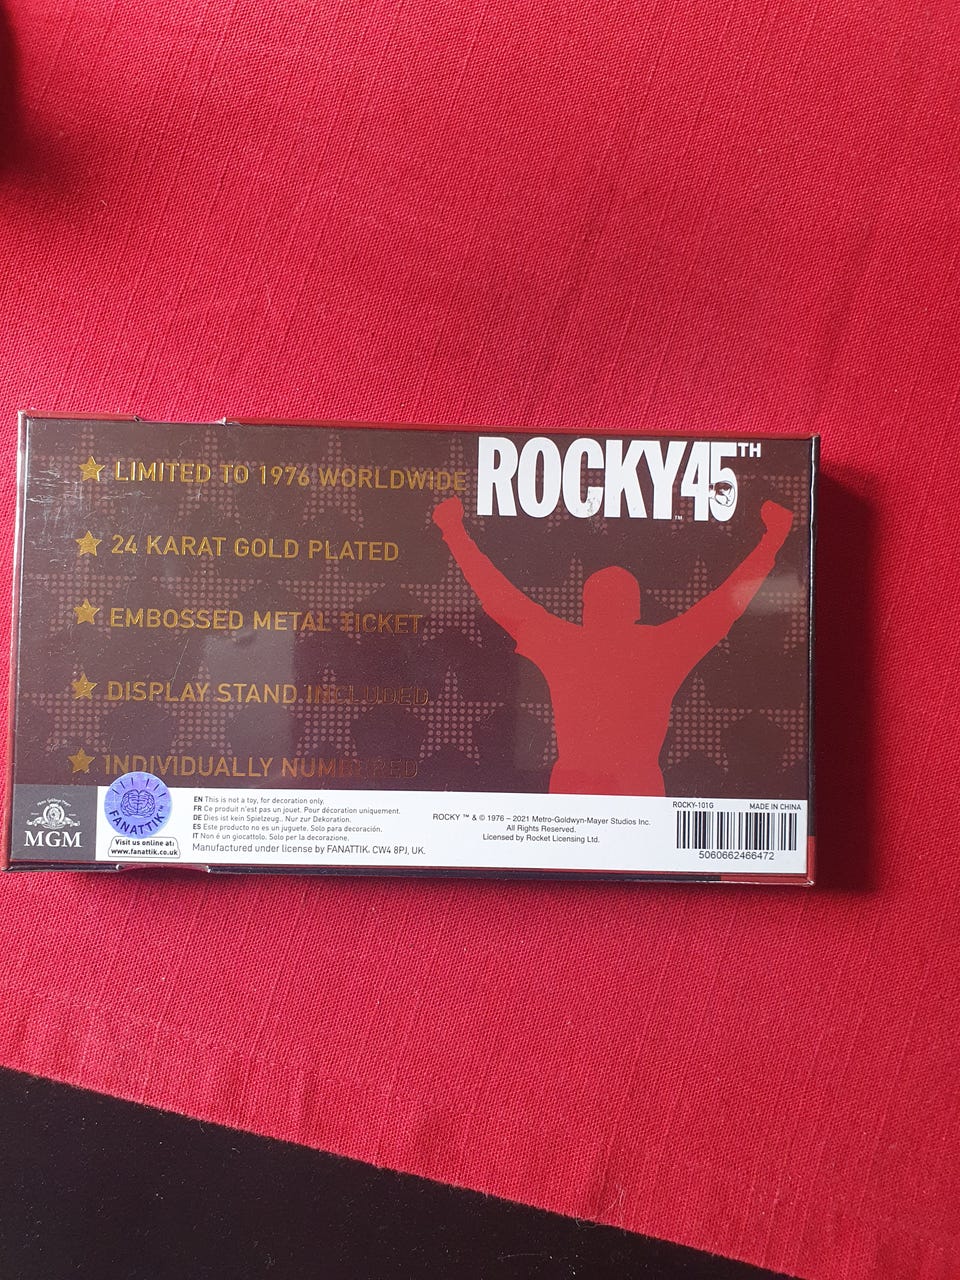 LIMITED TO 1976 WORLDWIDE
ROCKY45TH
™
24 KARAT GOLD PLATED
EMBOSSED METAL TICKET
DISPLAY STAND INCLUDED
INDIVIDUALLY NUMBERED
MGM
FANATTIK™
Visit us online at:
www.fanattik.co.uk
EN This is not a toy, for decoration only.
FR Ce produit n'est pas un jouet. Pour décoration uniquement.
DE Dies ist kein Spielzeug.. Nur zur Dekoration.
ES Este producto no es un juguete. Solo para decoración.
IT Non è un giocattolo. Solo per la decorazione.
Manufactured under license by FANATTIK. CW4 8PJ, UK.
ROCKY ™ & © 1976 – 2021 Metro-Goldwyn-Mayer Studios Inc.
All Rights Reserved.
Licensed by Rocket Licensing Ltd.
ROCKY-101G MADE IN CHINA
5060662466472